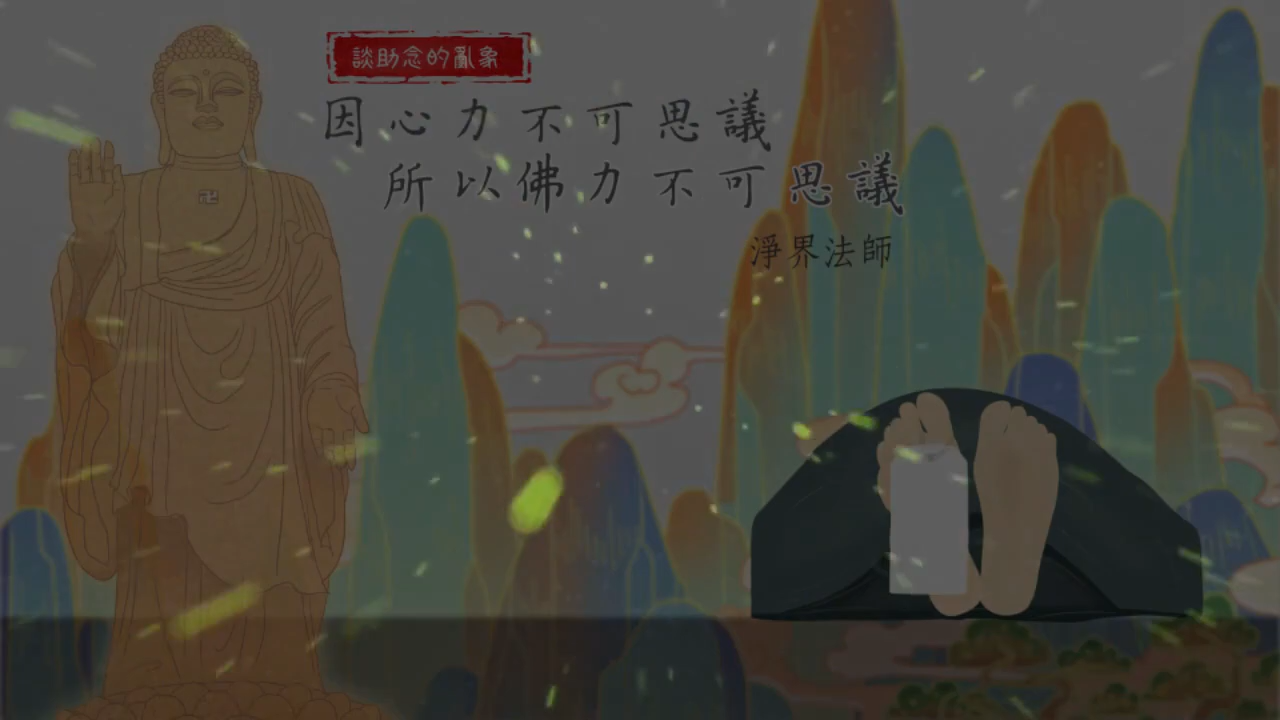 談助念的亂象
因心力不可思議
所以佛力不可思議
淨界法師
卍